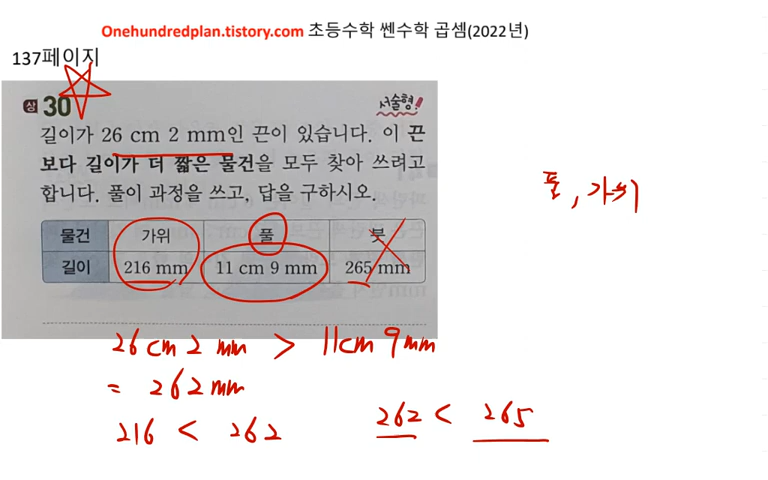 Onehundredplan.tistory.com 초등수학 쎈수학 곱셈(2022년)
137페이지
상 30 서술형!
길이가 26 cm 2 mm인 끈이 있습니다. 이 끈
보다 길이가 더 짧은 물건을 모두 찾아 쓰려고
합니다. 풀이 과정을 쓰고, 답을 구하시오.
풀, 가위
물건 가위 풀 붓
길이 216 mm 11 cm 9 mm 265 mm
26 cm 2 mm > 11cm 9mm
= 262 mm
216 < 262 262 < 265